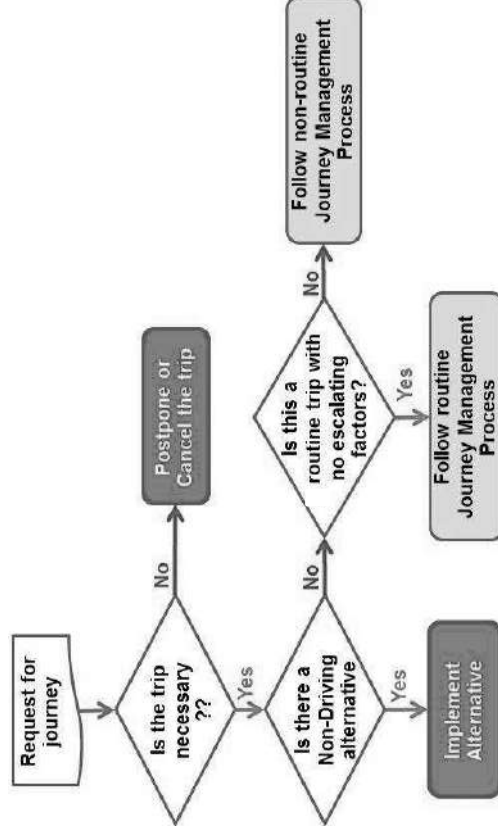 Request for
journey
Is the trip
necessary
??
No
Postpone or
Cancel the trip
Yes
Is there a
Non-Driving
alternative
No
Is this a
routine trip with
no escalating
factors?
No
Follow non-routine
Journey Management
Process
Yes
Implement
Alternative
Yes
Follow routine
Journey Management
Process